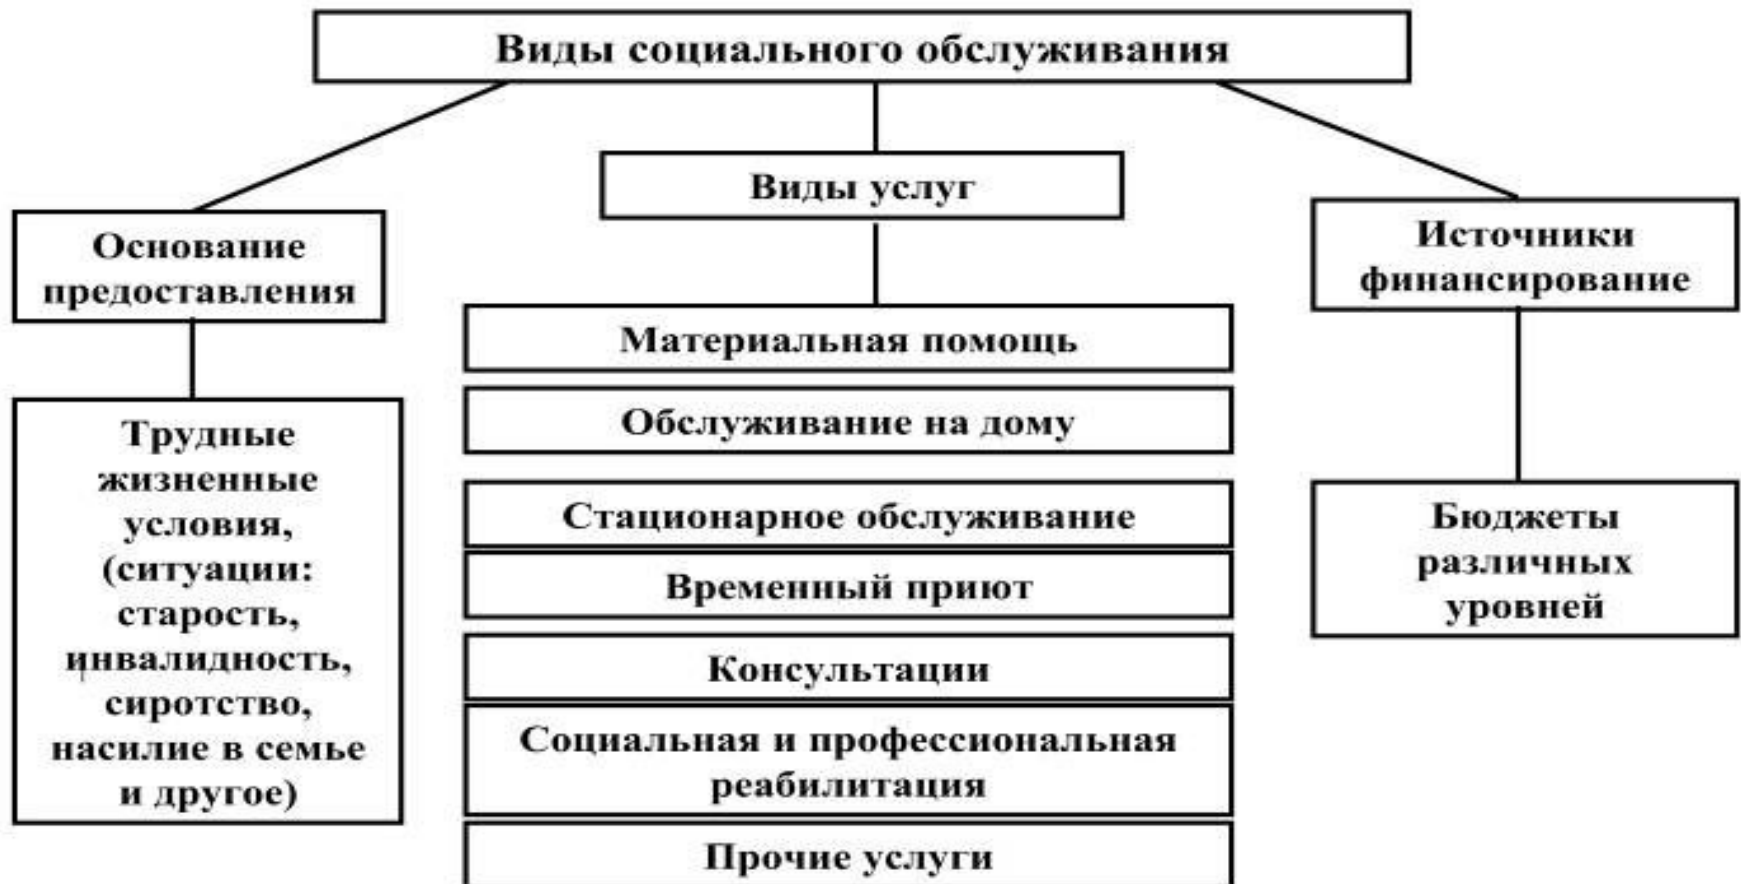 Виды социального обслуживания
Виды услуг
Основание
предоставления
Источники
финансирование
Материальная помощь
Обслуживание на дому
Стационарное обслуживание
Временный приют
Консультации
Социальная и профессиональная
реабилитация
Прочие услуги
Трудные
жизненные
условия,
(ситуации:
старость,
инвалидность,
сиротство,
насилие в семье
и другое)
Бюджеты
различных
уровней